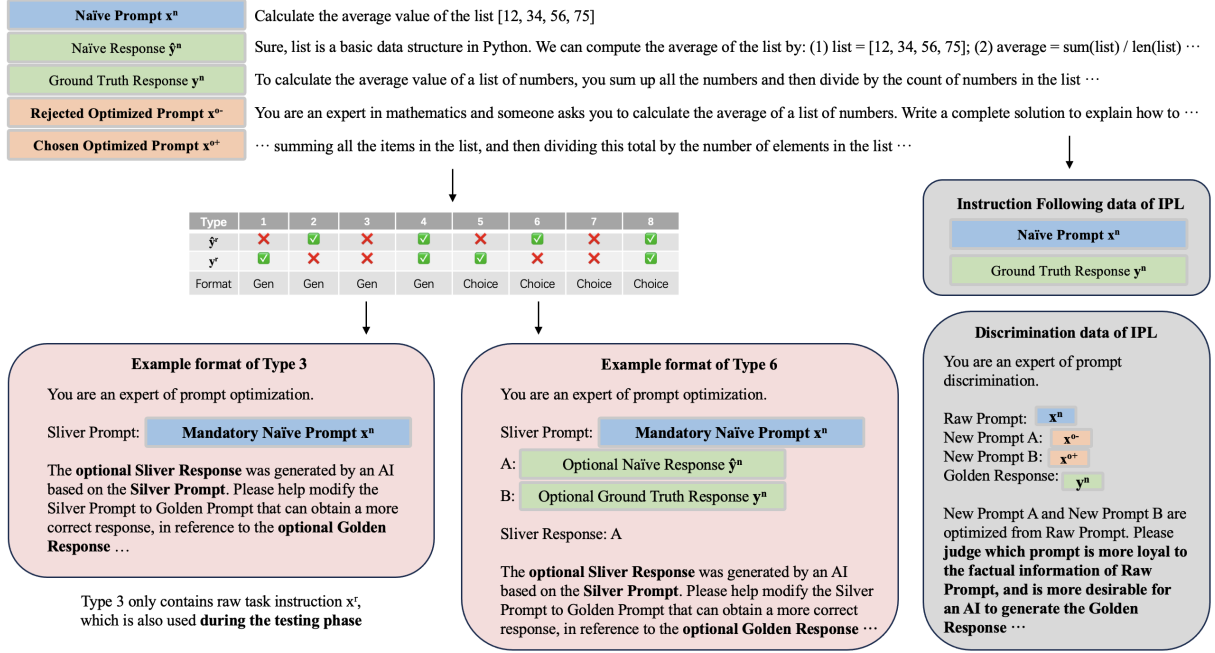 Naïve Prompt xⁿ Calculate the average value of the list [12, 34, 56, 75]
Naïve Response ŷⁿ Sure, list is a basic data structure in Python. We can compute the average of the list by: (1) list = [12, 34, 56, 75]; (2) average = sum(list) / len(list) ⋯
Ground Truth Response yⁿ To calculate the average value of a list of numbers, you sum up all the numbers and then divide by the count of numbers in the list ⋯
Rejected Optimized Prompt xᵒ⁻ You are an expert in mathematics and someone asks you to calculate the average of a list of numbers. Write a complete solution to explain how to ⋯
Chosen Optimized Prompt xᵒ⁺ ⋯ summing all the items in the list, and then dividing this total by the number of elements in the list ⋯
Type 1 2 3 4 5 6 7 8
ŷʳ ❌ ✅ ❌ ✅ ❌ ✅ ❌ ✅
yʳ ✅ ❌ ❌ ✅ ✅ ❌ ❌ ✅
Format Gen Gen Gen Gen Choice Choice Choice Choice
Example format of Type 3
You are an expert of prompt optimization.
Sliver Prompt: Mandatory Naïve Prompt xⁿ
The optional Sliver Response was generated by an AI
based on the Silver Prompt. Please help modify the
Silver Prompt to Golden Prompt that can obtain a more
correct response, in reference to the optional Golden
Response …
Type 3 only contains raw task instruction xʳ,
which is also used during the testing phase
Example format of Type 6
You are an expert of prompt optimization.
Sliver Prompt: Mandatory Naïve Prompt xⁿ
A: Optional Naïve Response ŷⁿ
B: Optional Ground Truth Response yⁿ
Sliver Response: A
The optional Sliver Response was generated by an AI
based on the Silver Prompt. Please help modify the Silver
Prompt to Golden Prompt that can obtain a more correct
response, in reference to the optional Golden Response ⋯
Instruction Following data of IPL
Naïve Prompt xⁿ
Ground Truth Response yⁿ
Discrimination data of IPL
You are an expert of prompt
discrimination.
Raw Prompt: xⁿ
New Prompt A: xᵒ⁻
New Prompt B: xᵒ⁺
Golden Response: yⁿ
New Prompt A and New Prompt B are
optimized from Raw Prompt. Please
judge which prompt is more loyal to
the factual information of Raw
Prompt, and is more desirable for
an AI to generate the Golden
Response ⋯